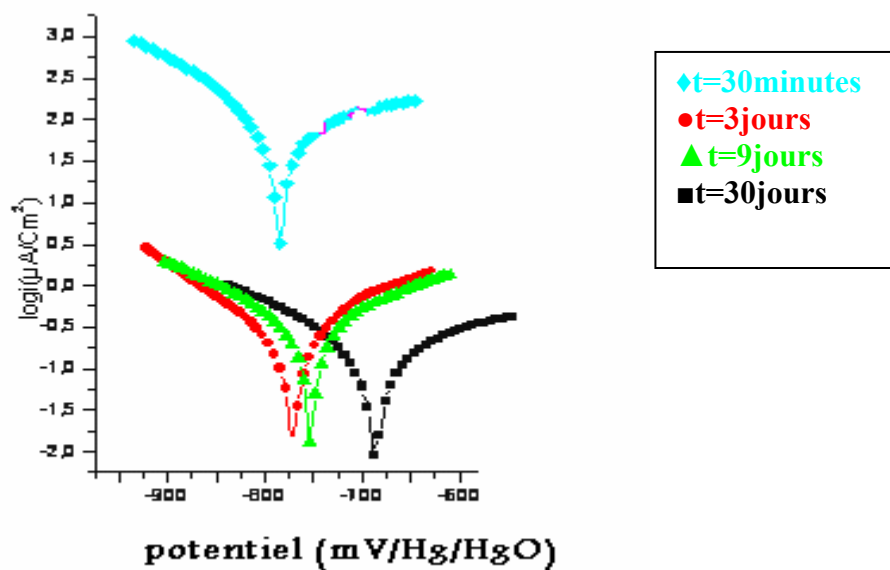 3,0
2,5
2,0
1,5
1,0
0,5
0,0
-0,5
-1,0
-1,5
-2,0
logi(µA/Cm²)
-900 -800 -700 -600
potentiel (mV/Hg/HgO)
♦t=30minutes
●t=3jours
▲t=9jours
■t=30jours